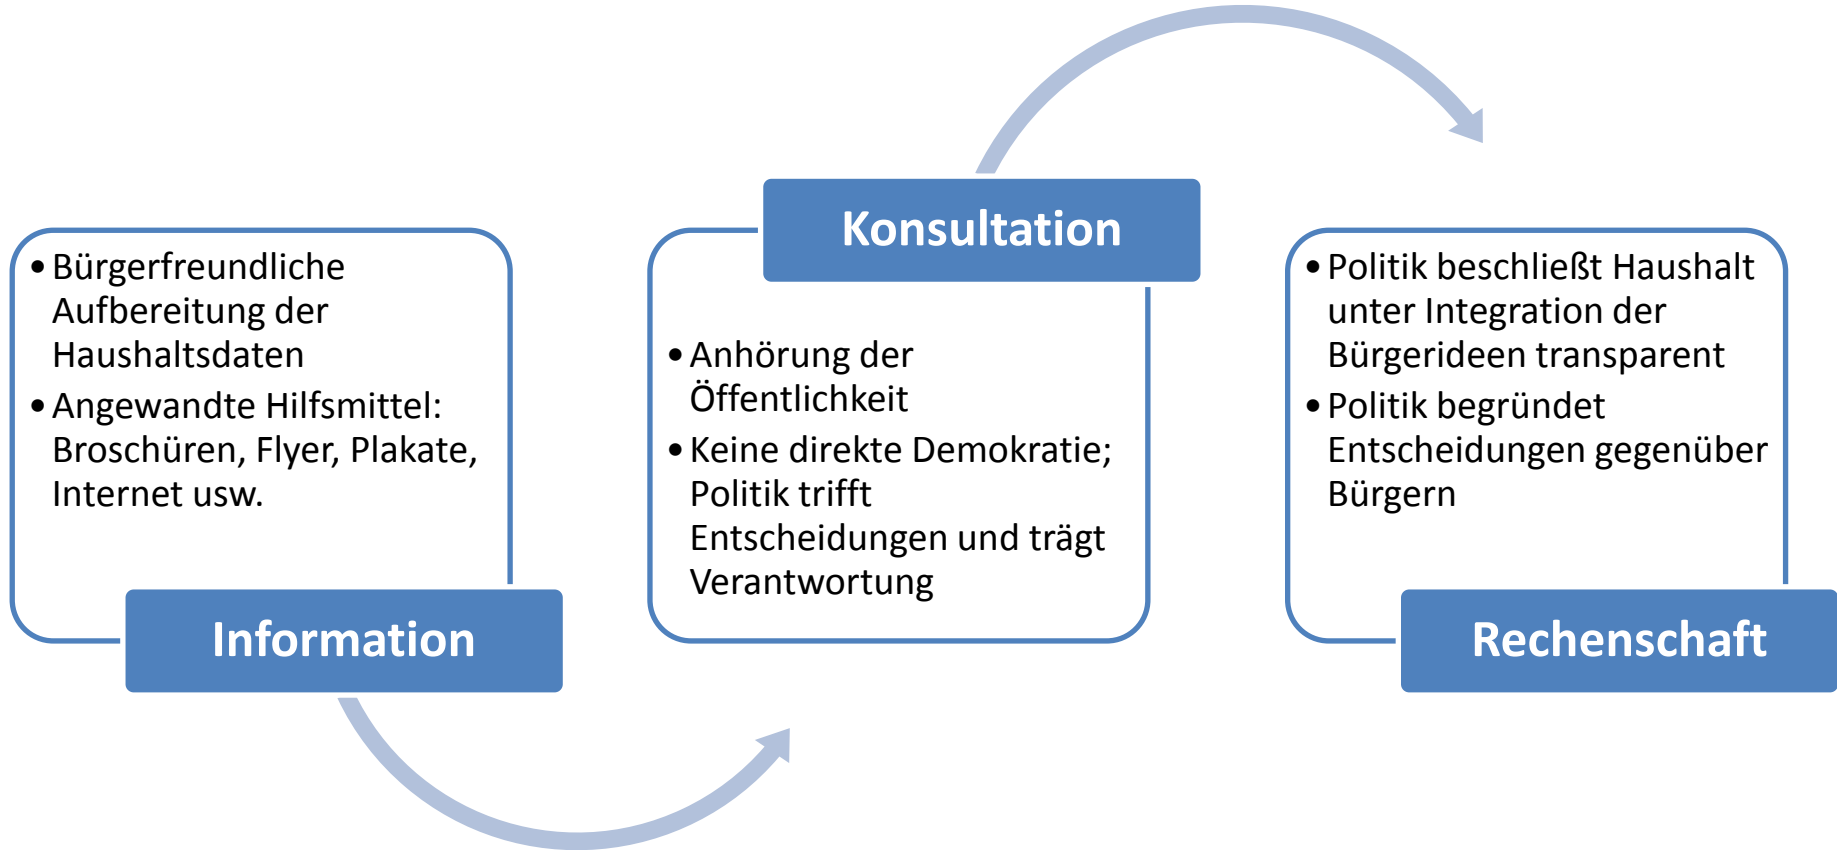 • Bürgerfreundliche
Aufbereitung der
Haushaltsdaten
• Angewandte Hilfsmittel:
Broschüren, Flyer, Plakate,
Internet usw.
Information
Konsultation
• Anhörung der
Öffentlichkeit
• Keine direkte Demokratie;
Politik trifft
Entscheidungen und trägt
Verantwortung
• Politik beschließt Haushalt
unter Integration der
Bürgerideen transparent
• Politik begründet
Entscheidungen gegenüber
Bürgern
Rechenschaft